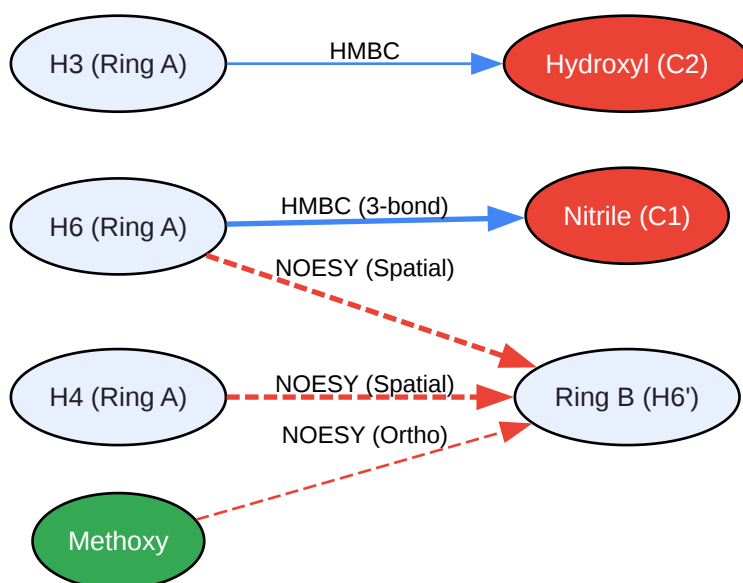 H3 (Ring A)
HMBC
Hydroxyl (C2)
H6 (Ring A)
HMBC (3-bond)
Nitrile (C1)
NOESY (Spatial)
H4 (Ring A)
NOESY (Spatial)
Ring B (H6')
NOESY (Ortho)
Methoxy